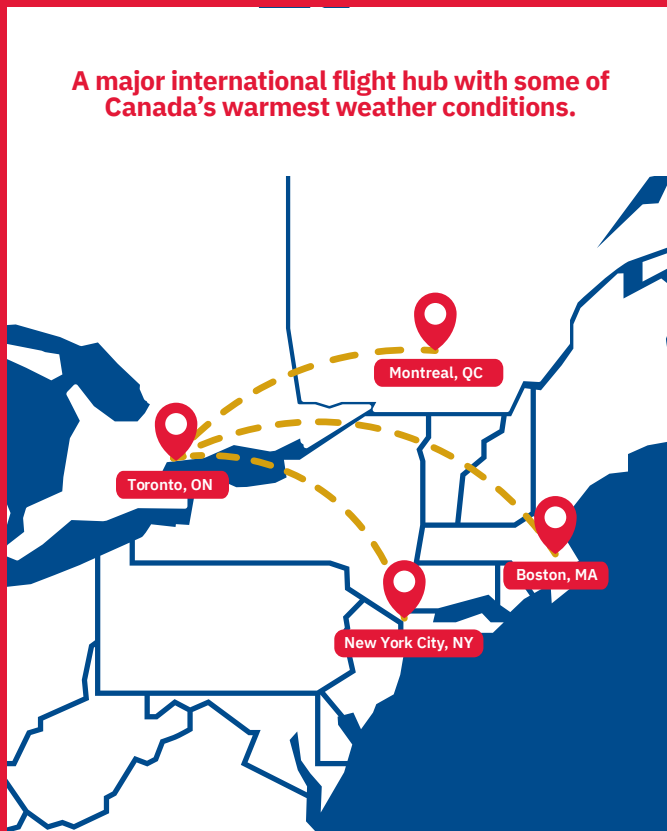 A major international flight hub with some of
Canada’s warmest weather conditions.
Montreal, QC
Toronto, ON
Boston, MA
New York City, NY